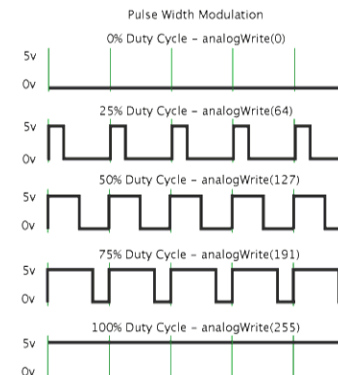 Pulse Width Modulation
0% Duty Cycle – analogWrite(0)
5v
0v
25% Duty Cycle – analogWrite(64)
5v
0v
50% Duty Cycle – analogWrite(127)
5v
0v
75% Duty Cycle – analogWrite(191)
5v
0v
100% Duty Cycle – analogWrite(255)
5v
0v